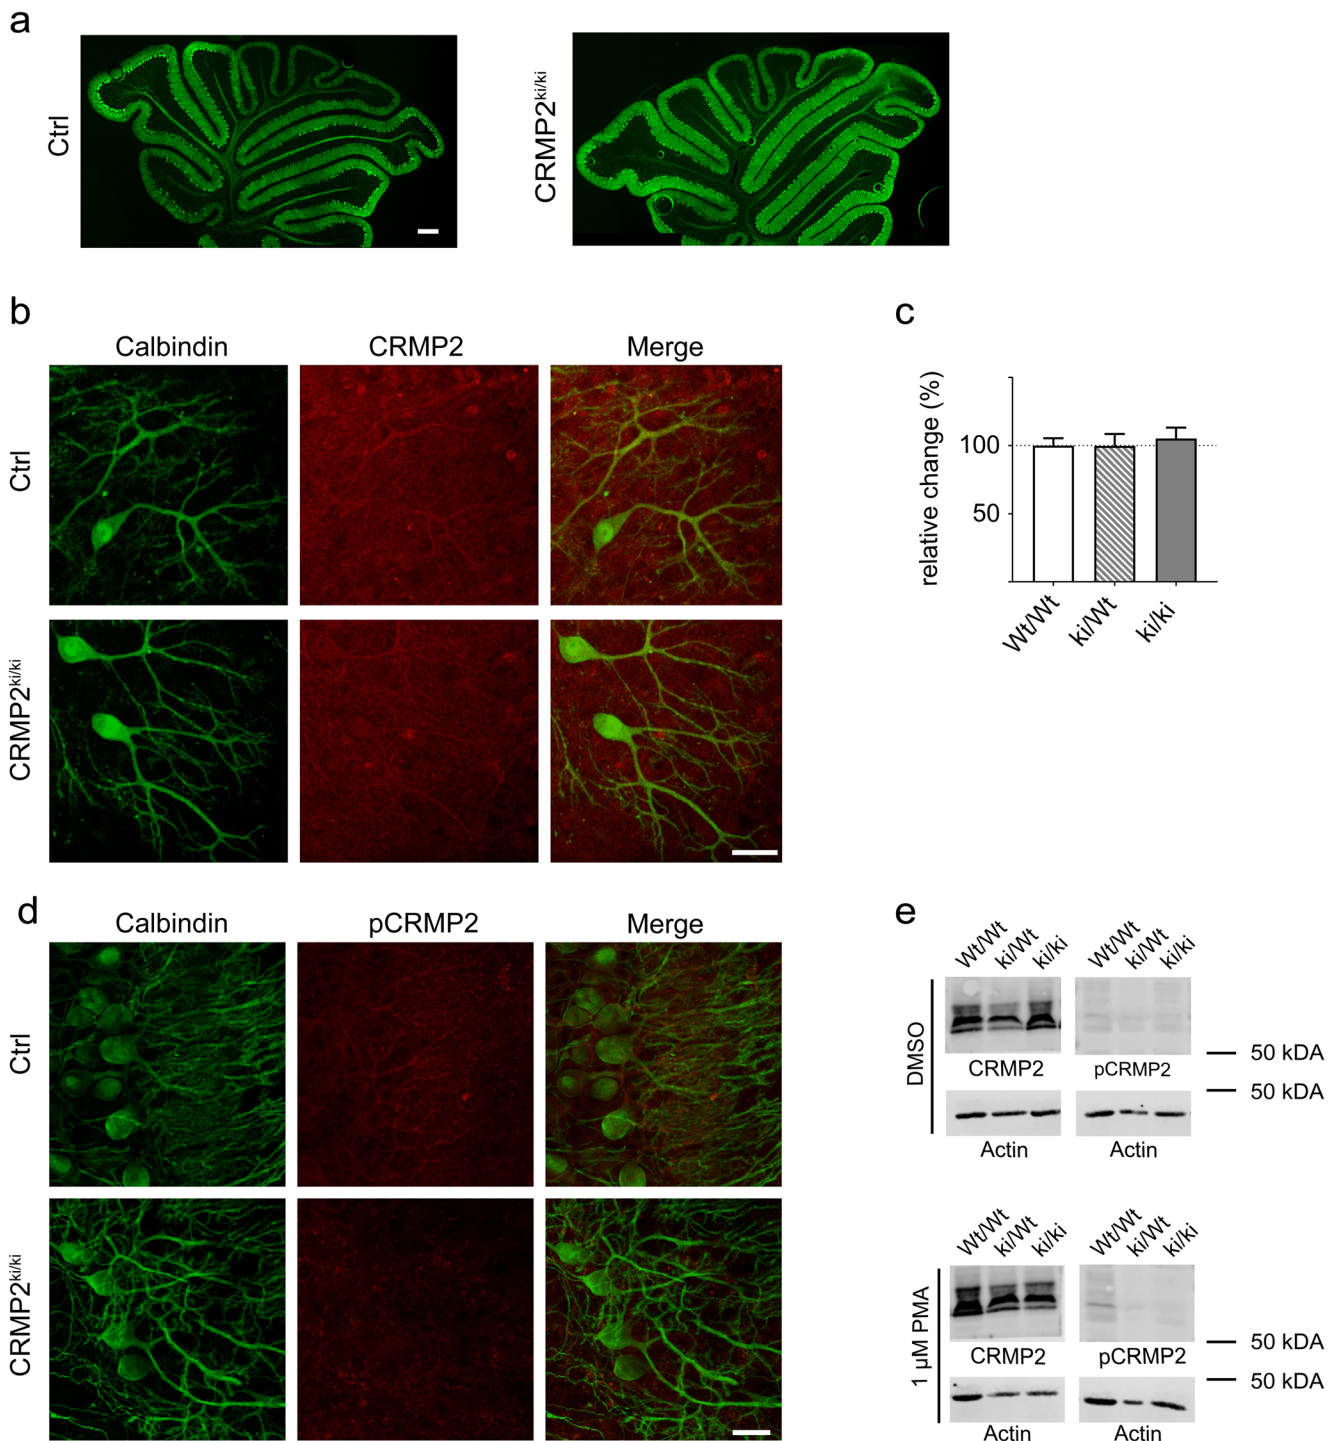 a
Ctrl
CRMP2ki/ki
b
Calbindin CRMP2 Merge
Ctrl
CRMP2ki/ki
c
relative change (%)
100
50
Wt/Wt ki/Wt ki/ki
d
Calbindin pCRMP2 Merge
Ctrl
CRMP2ki/ki
e
Wt/Wt ki/Wt ki/ki Wt/Wt ki/Wt ki/ki
DMSO
CRMP2 pCRMP2
50 kDA
50 kDA
Actin Actin
Wt/Wt ki/Wt ki/ki Wt/Wt ki/Wt ki/ki
1 µM PMA
CRMP2 pCRMP2
50 kDA
50 kDA
Actin Actin